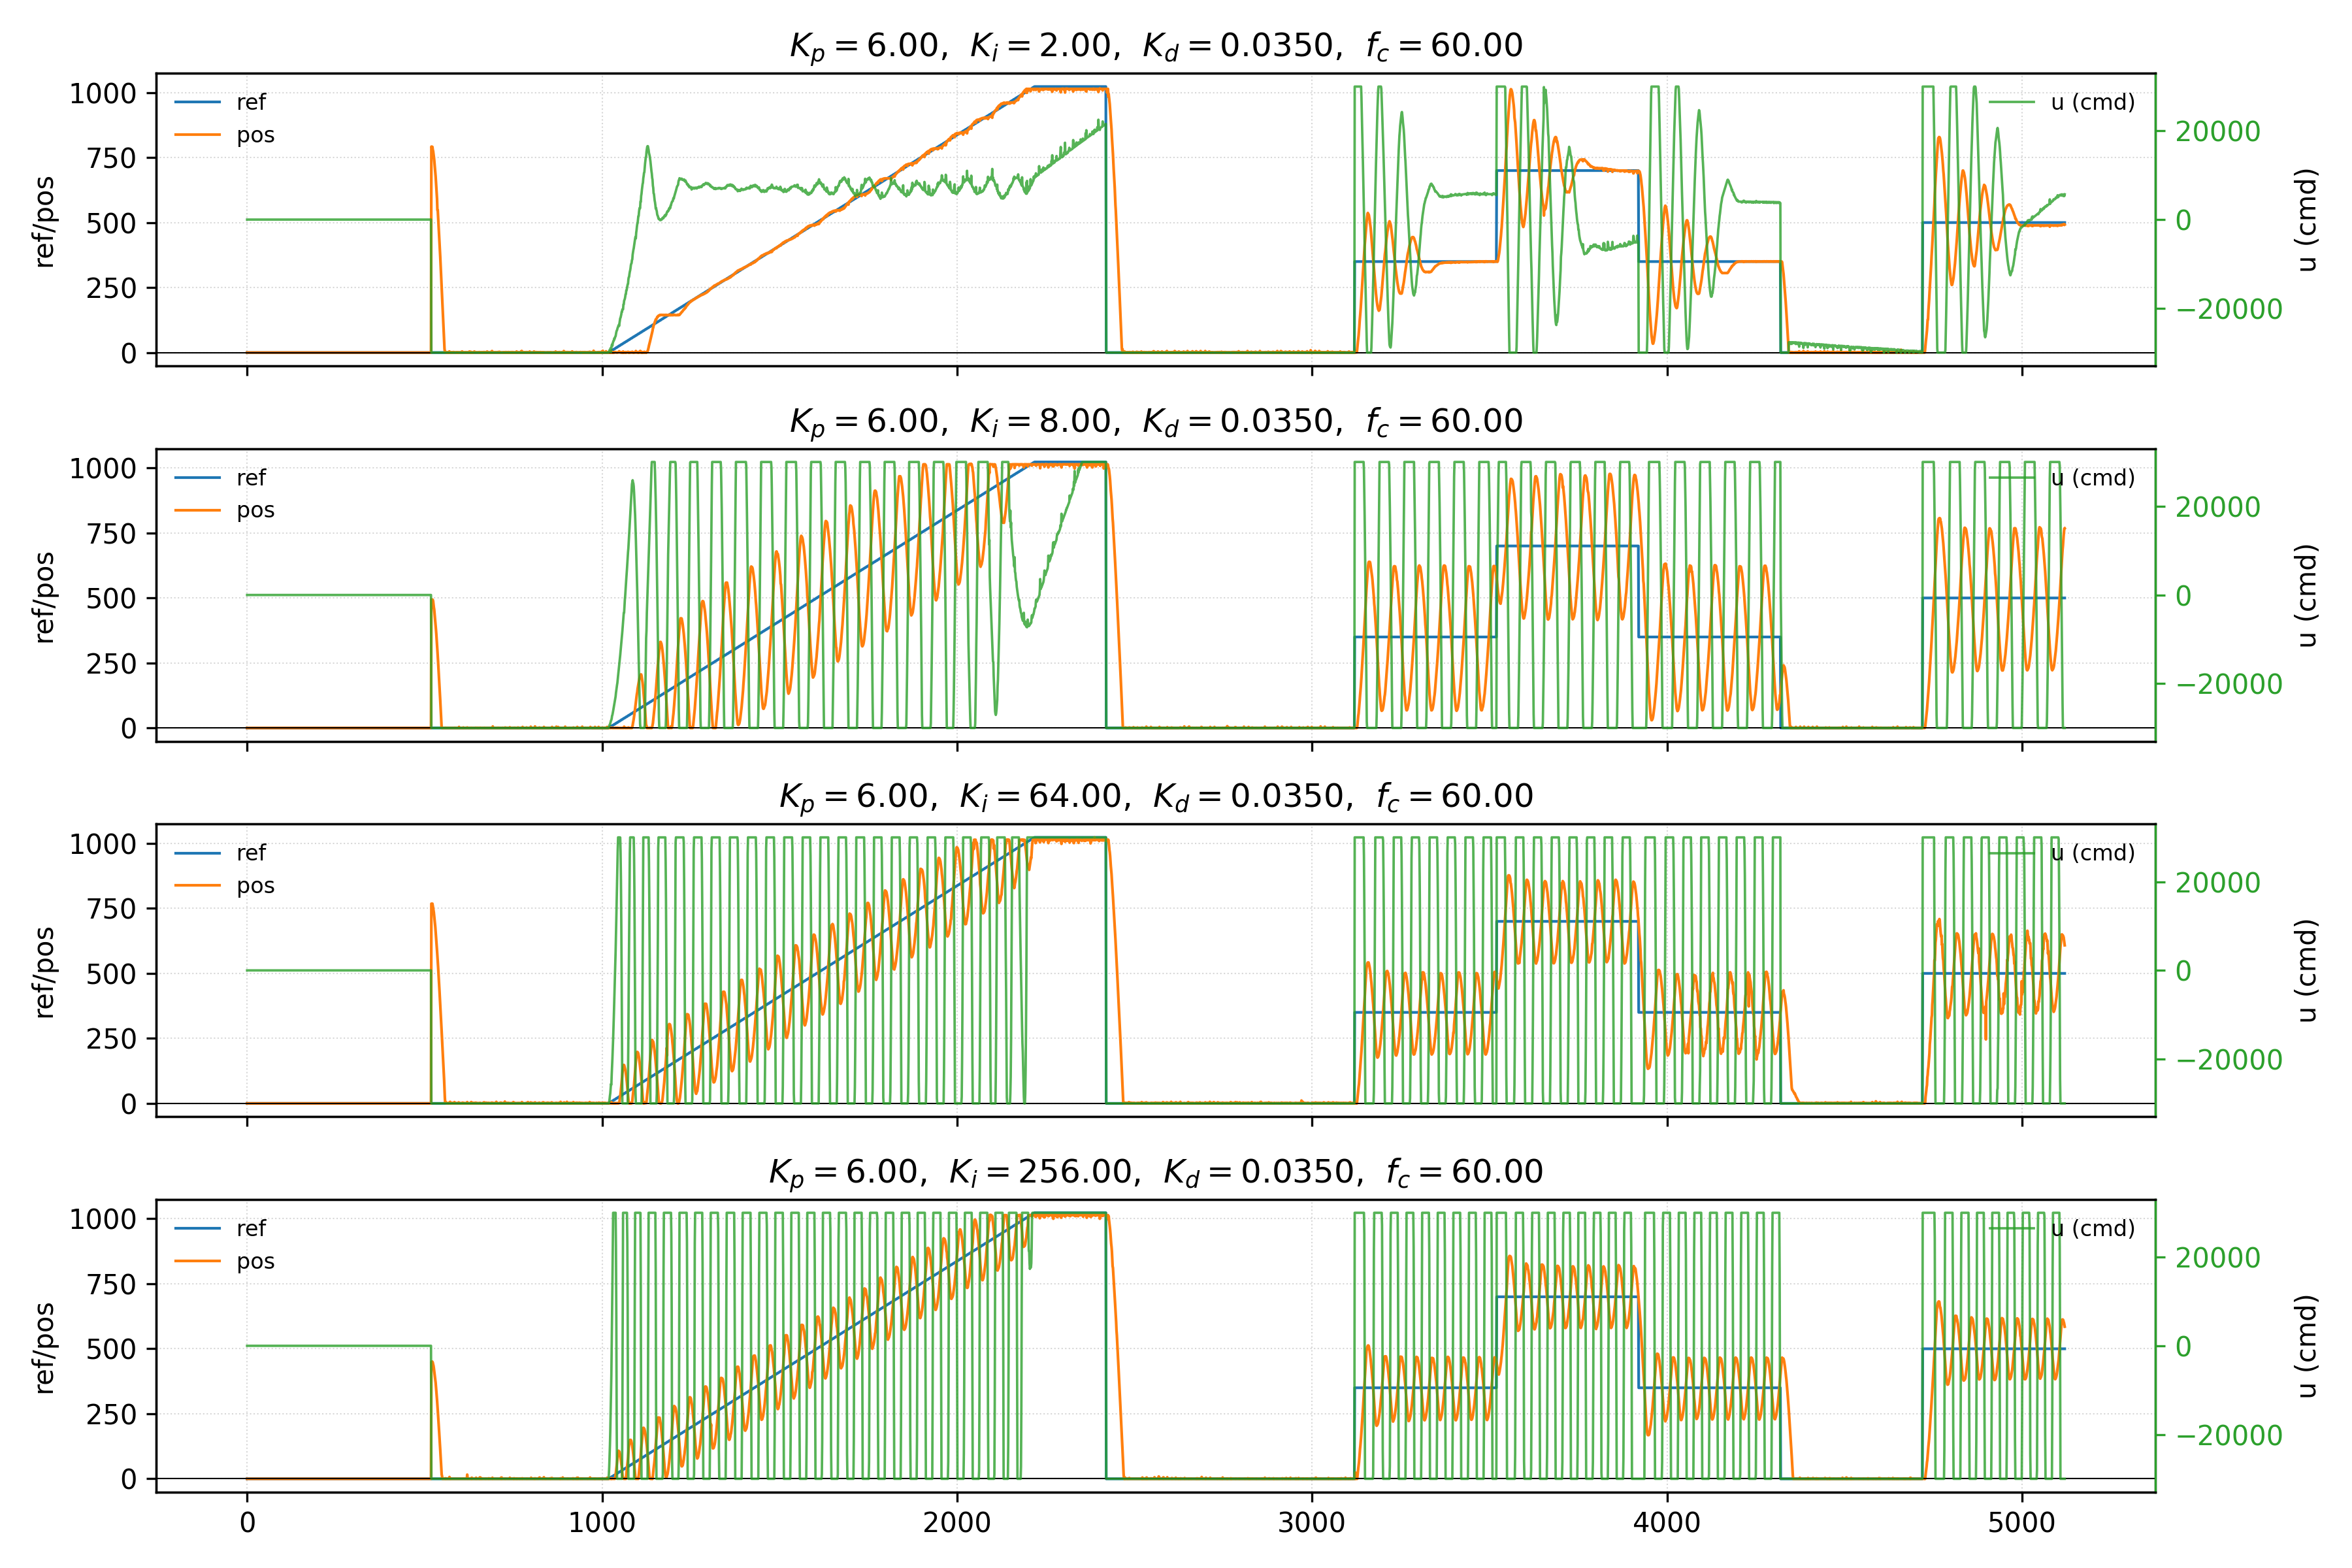 K_p = 6.00, K_i = 2.00, K_d = 0.0350, f_c = 60.00
ref
pos
u (cmd)
1000
750
500
250
0
ref/pos
20000
0
−20000
u (cmd)
K_p = 6.00, K_i = 8.00, K_d = 0.0350, f_c = 60.00
ref
pos
u (cmd)
1000
750
500
250
0
ref/pos
20000
0
−20000
u (cmd)
K_p = 6.00, K_i = 64.00, K_d = 0.0350, f_c = 60.00
ref
pos
u (cmd)
1000
750
500
250
0
ref/pos
20000
0
−20000
u (cmd)
K_p = 6.00, K_i = 256.00, K_d = 0.0350, f_c = 60.00
ref
pos
u (cmd)
1000
750
500
250
0
ref/pos
20000
0
−20000
u (cmd)
0 1000 2000 3000 4000 5000